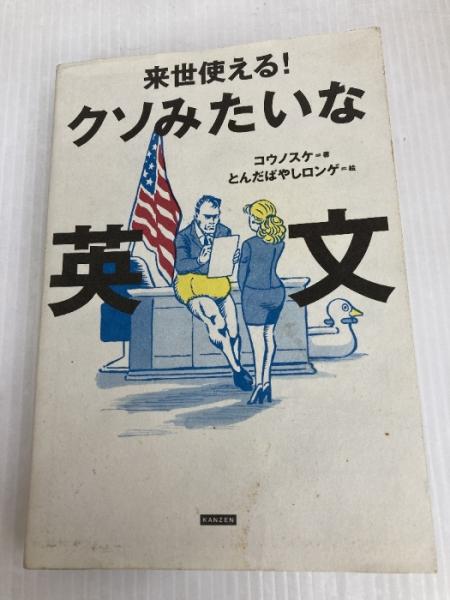 来世使える!
クソみたいな
コウノスケ=著
とんだばやしロンゲ=絵
英文
KANZEN